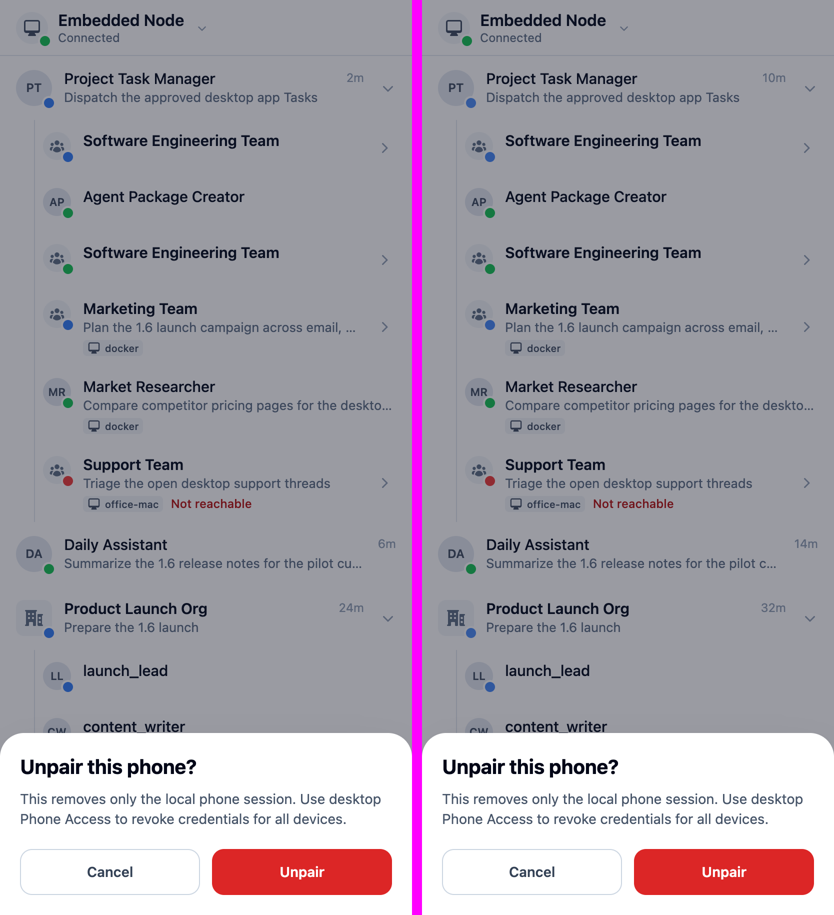 Embedded Node
Connected
PT
Project Task Manager
2m
Dispatch the approved desktop app Tasks
Software Engineering Team
AP
Agent Package Creator
Software Engineering Team
Marketing Team
Plan the 1.6 launch campaign across email, ...
docker
MR
Market Researcher
Compare competitor pricing pages for the deskto...
docker
Support Team
Triage the open desktop support threads
office-mac Not reachable
DA
Daily Assistant
6m
Summarize the 1.6 release notes for the pilot cu...
Product Launch Org
24m
Prepare the 1.6 launch
LL
launch_lead
CW
content_writer
Unpair this phone?
This removes only the local phone session. Use desktop
Phone Access to revoke credentials for all devices.
Cancel
Unpair
Embedded Node
Connected
PT
Project Task Manager
10m
Dispatch the approved desktop app Tasks
Software Engineering Team
AP
Agent Package Creator
Software Engineering Team
Marketing Team
Plan the 1.6 launch campaign across email, ...
docker
MR
Market Researcher
Compare competitor pricing pages for the deskto...
docker
Support Team
Triage the open desktop support threads
office-mac Not reachable
DA
Daily Assistant
14m
Summarize the 1.6 release notes for the pilot c...
Product Launch Org
32m
Prepare the 1.6 launch
LL
launch_lead
CW
content_writer
Unpair this phone?
This removes only the local phone session. Use desktop
Phone Access to revoke credentials for all devices.
Cancel
Unpair